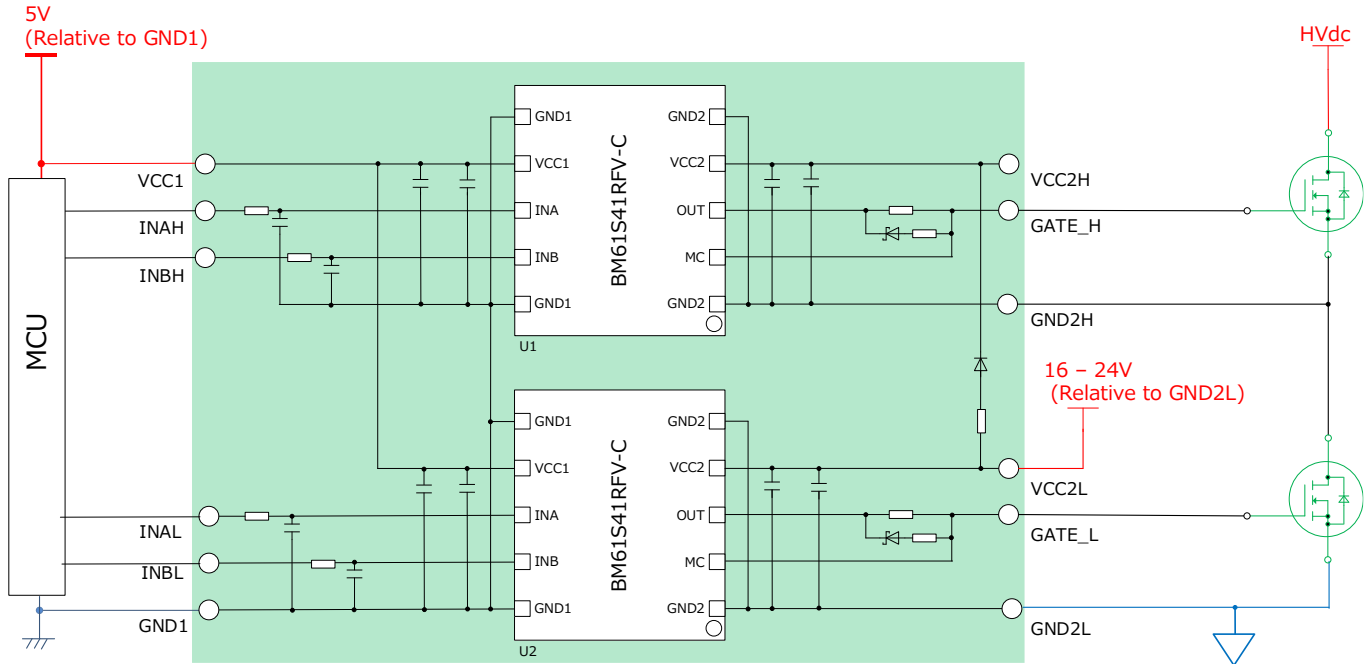 5V
(Relative to GND1)
HVdc
MCU
VCC1
INAH
INBH
GND1
VCC1
INA
INB
GND1
BM61S41RFV-C
GND2
VCC2
OUT
MC
GND2
U1
VCC2H
GATE_H
GND2H
16 – 24V
(Relative to GND2L)
INAL
INBL
GND1
GND1
VCC1
INA
INB
GND1
BM61S41RFV-C
GND2
VCC2
OUT
MC
GND2
U2
VCC2L
GATE_L
GND2L